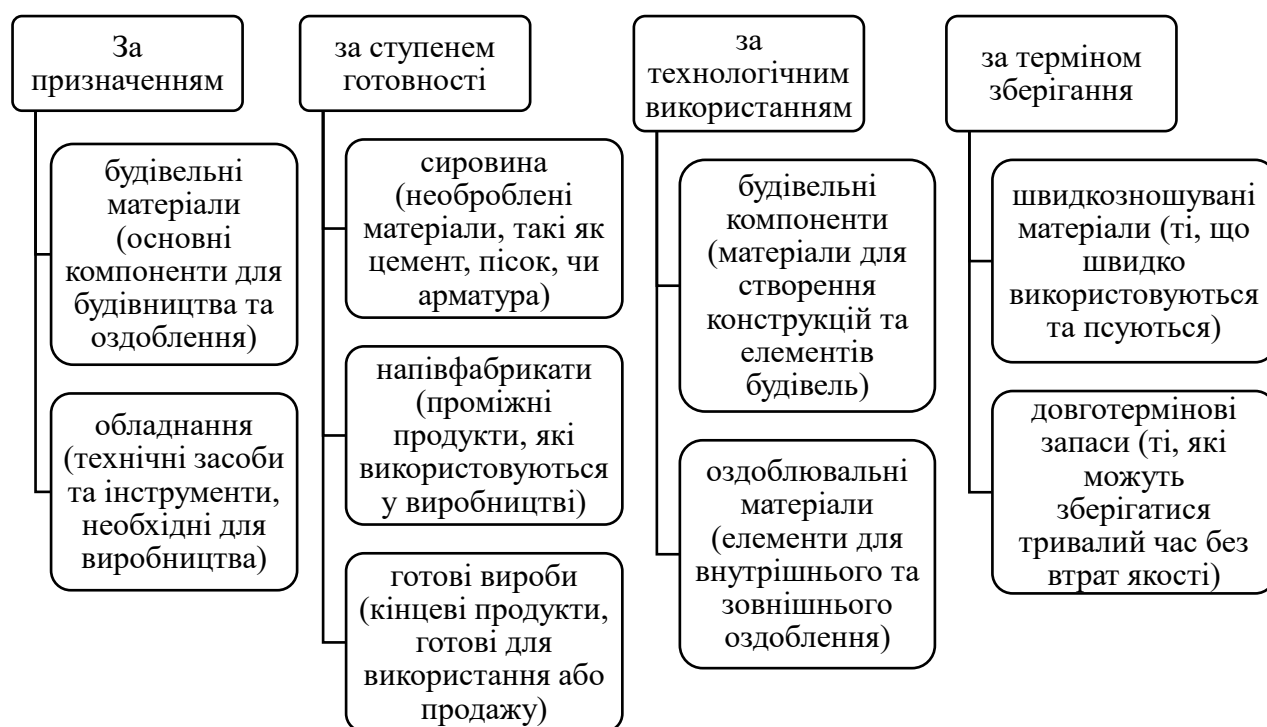 За
призначенням
будівельні
матеріали
(основні
компоненти для
будівництва та
оздоблення)
обладнання
(технічні засоби
та інструменти,
необхідні для
виробництва)
за ступенем
готовності
сировина
(необроблені
матеріали, такі як
цемент, пісок, чи
арматура)
напівфабрикати
(проміжні
продукти, які
використовуються
у виробництві)
готові вироби
(кінцеві продукти,
готові для
використання або
продажу)
за
технологічним
використанням
будівельні
компоненти
(матеріали для
створення
конструкцій та
елементів
будівель)
оздоблювальні
матеріали
(елементи для
внутрішнього та
зовнішнього
оздоблення)
за терміном
зберігання
швидкозношувані
матеріали (ті, що
швидко
використовуються
та псуються)
довготермінові
запаси (ті, які
можуть
зберігатися
тривалий час без
втрат якості)